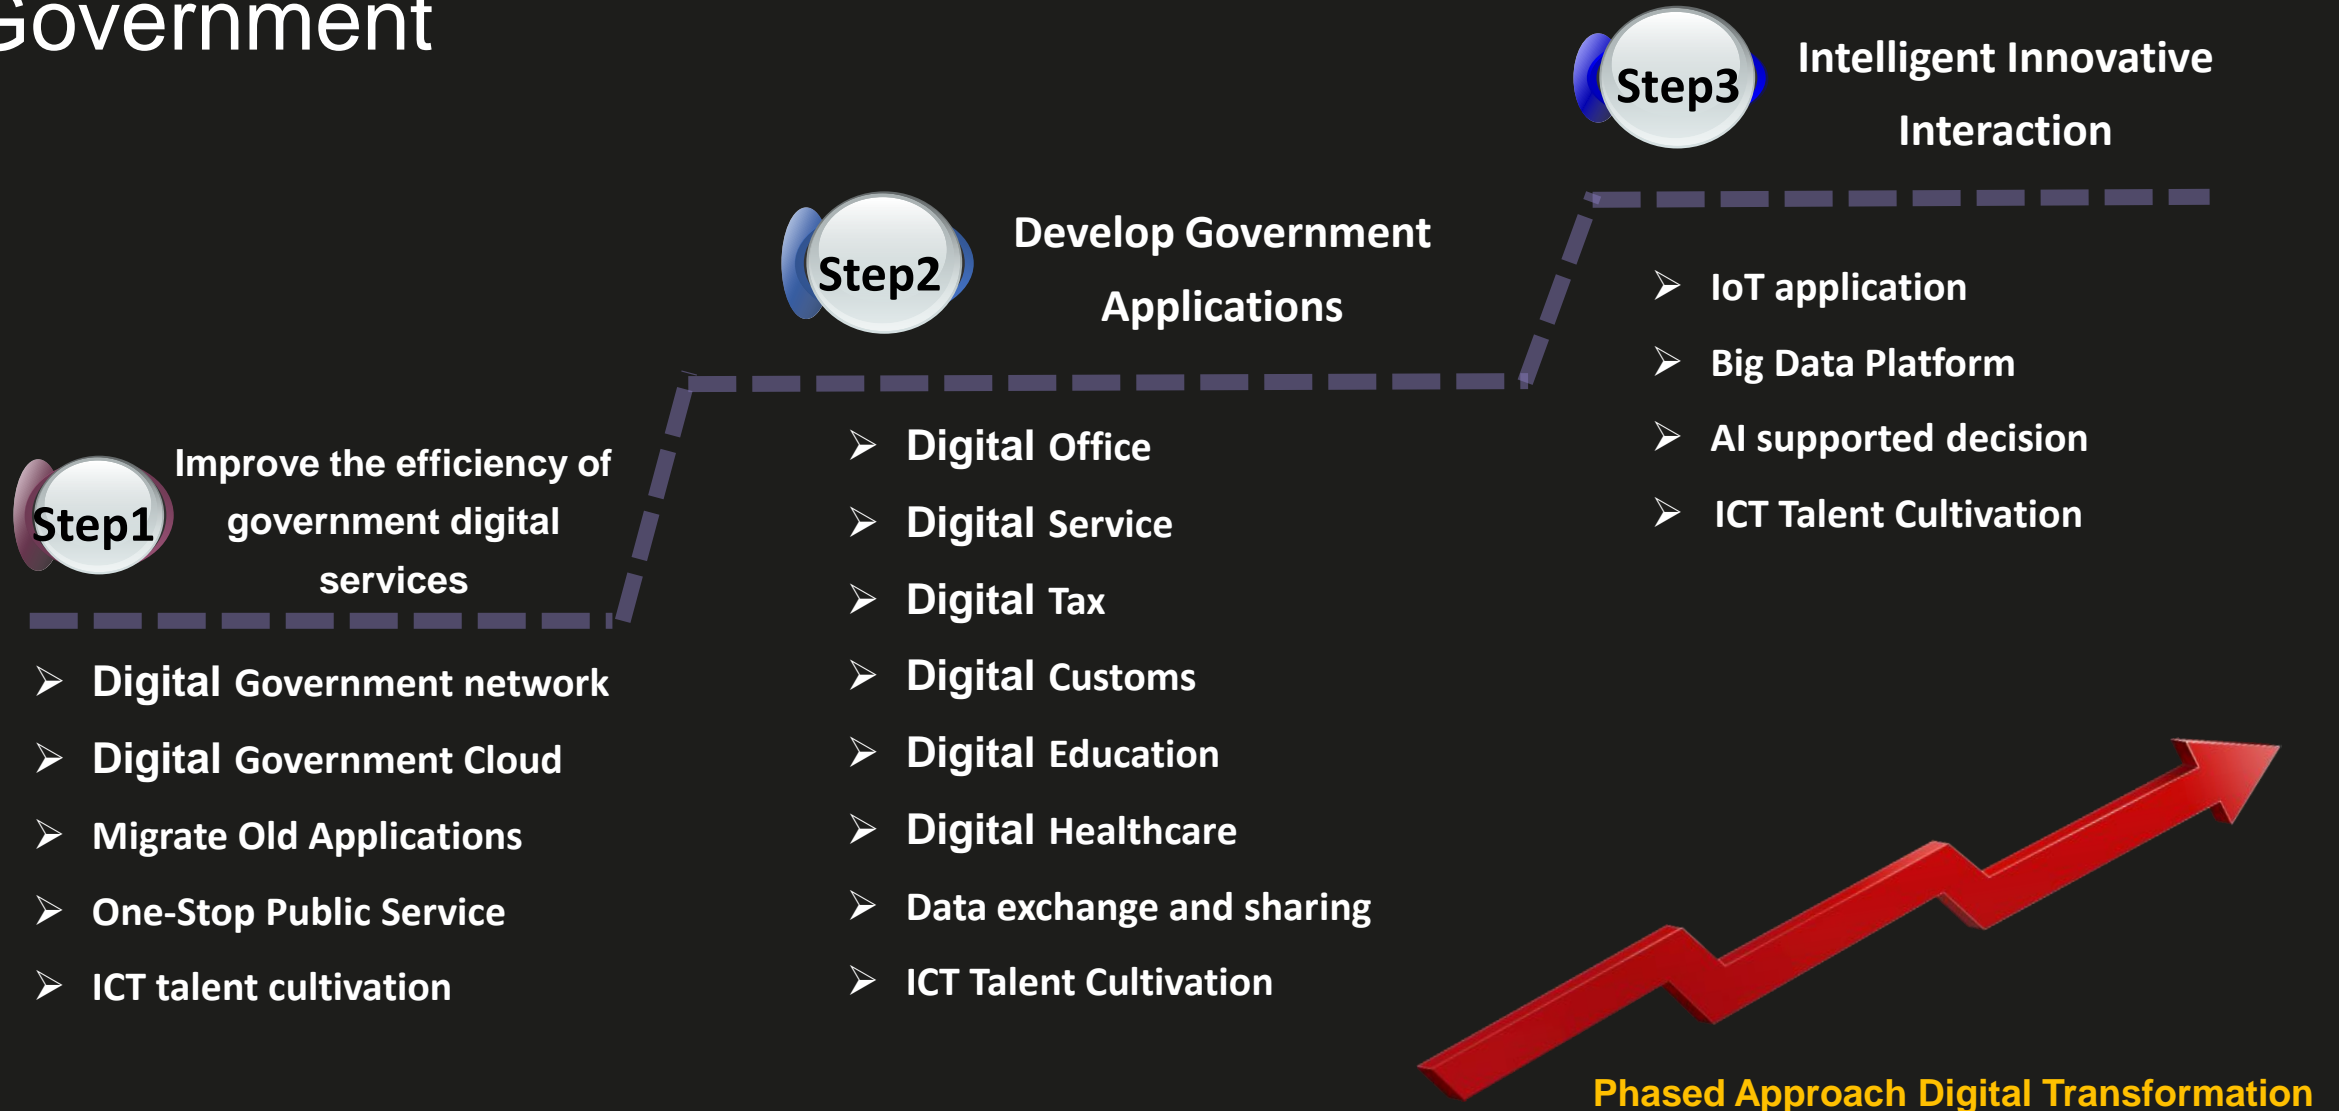 Government
Step1
Improve the efficiency of
government digital
services
Digital Government network
Digital Government Cloud
Migrate Old Applications
One-Stop Public Service
ICT talent cultivation
Step2
Develop Government
Applications
Digital Office
Digital Service
Digital Tax
Digital Customs
Digital Education
Digital Healthcare
Data exchange and sharing
ICT Talent Cultivation
Step3
Intelligent Innovative
Interaction
IoT application
Big Data Platform
AI supported decision
ICT Talent Cultivation
Phased Approach Digital Transformation